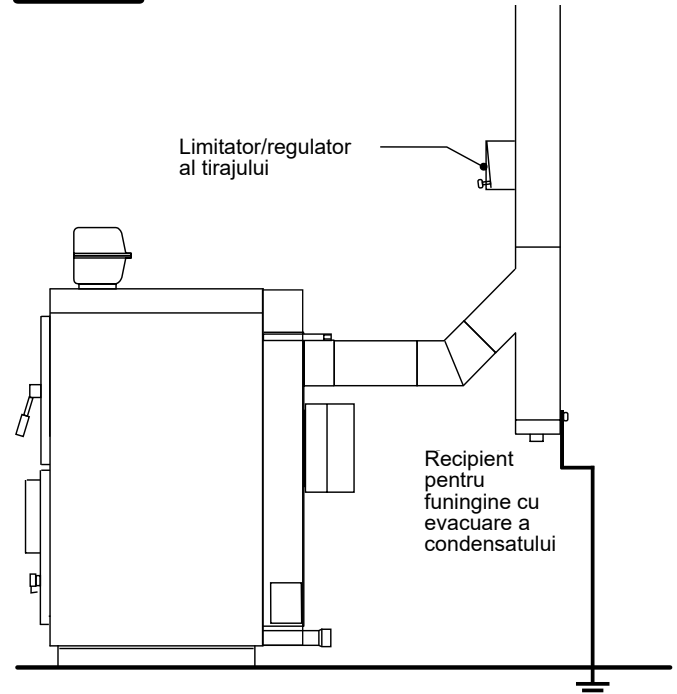 Limitator/regulator
al tirajului
Recipient
pentru
funingine cu
evacuare a
condensatului